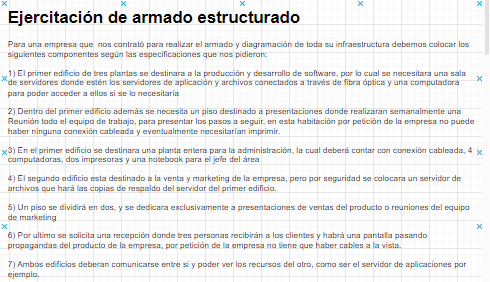 Ejercitación de armado estructurado
Para una empresa que nos contrató para realizar el armado y diagramación de toda su infraestructura debemos colocar los
siguientes componentes según las especificaciones que nos pidieron:
1) El primer edificio de tres plantas se destinara a la producción y desarrollo de software, por lo cual se necesitara una sala
de servidores donde estén los servidores de aplicación y archivos conectados a través de fibra óptica y una computadora
para poder acceder a ellos si se lo necesitaría
2) Dentro del primer edificio además se necesita un piso destinado a presentaciones donde realizaran semanalmente una
Reunión todo el equipo de trabajo, para presentar los pasos a seguir, en esta habitación por petición de la empresa no puede
haber ninguna conexión cableada y eventualmente necesitarían imprimir.
3) En el primer edificio se destinara una planta entera para la administración, la cual deberá contar con conexión cableada, 4
computadoras, dos impresoras y una notebook para el jefe del área
4) El segundo edificio esta destinado a la venta y marketing de la empresa, pero por seguridad se colocara un servidor de
archivos que hará las copias de respaldo del servidor del primer edificio.
5) Un piso se dividirá en dos, y se dedicara exclusivamente a presentaciones de ventas del producto o reuniones del equipo
de marketing
6) Por ultimo se solicita una recepción donde tres personas recibirán a los clientes y habrá una pantalla pasando
propagandas del producto de la empresa, por petición de la empresa no tiene que haber cables a la vista.
7) Ambos edificios deberan comunicarse entre si y poder ver los recursos del otro, como ser el servidor de aplicaciones por
ejemplo.